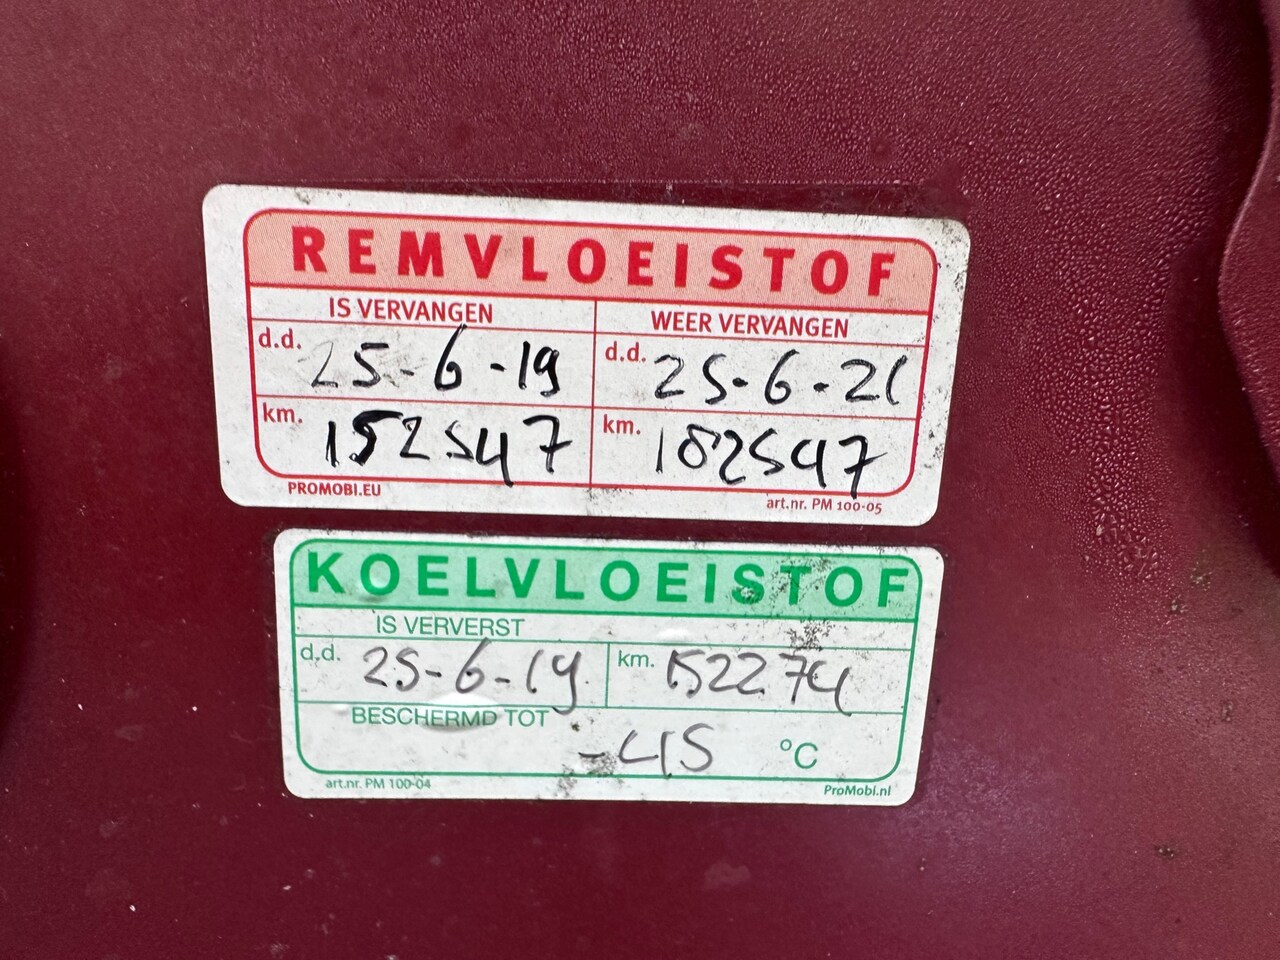 REMVLOEISTOF
IS VERVANGEN WEER VERVANGEN
d.d. 25-6-19 d.d. 25-6-21
km. 152547 km. 182547
PROMOBI.EU art.nr. PM 100-05
KOELVLOEISTOF
IS VERVERST
d.d. 25-6-19 km. 152274
BESCHERMD TOT
-45 °C
art.nr. PM 100-04 ProMobi.nl